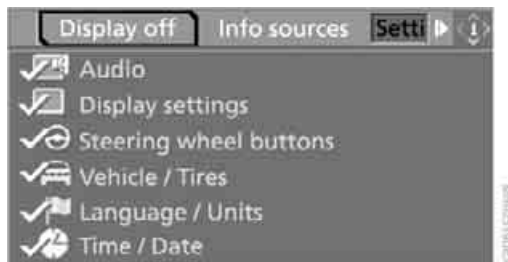 Display off Info sources Setti
Audio
Display settings
Steering wheel buttons
Vehicle / Tires
Language / Units
Time / Date